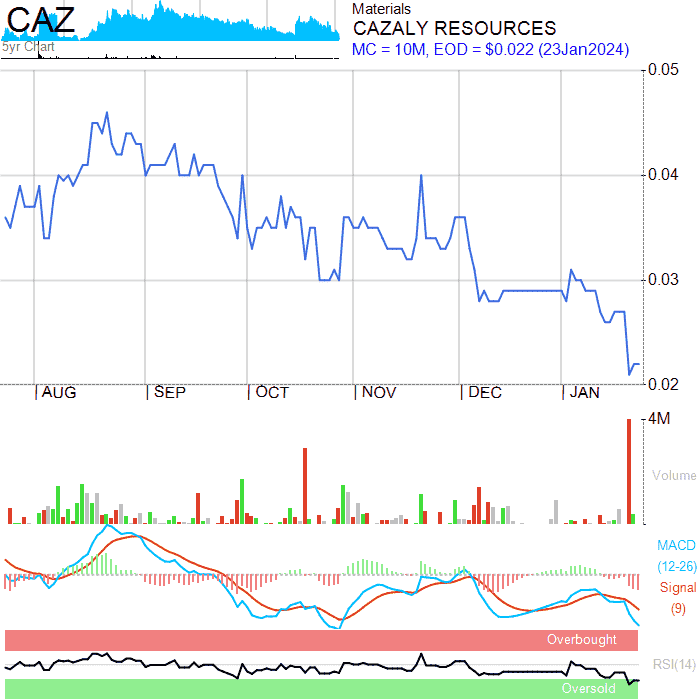 CAZ
5yr Chart
Materials
CAZALY RESOURCES
MC = 10M, EOD = $0.022 (23Jan2024)
0.05
0.04
0.03
0.02
AUG SEP OCT NOV DEC JAN
4M
Volume
MACD
(12-26)
Signal
(9)
Overbought
RSI(14)
Oversold